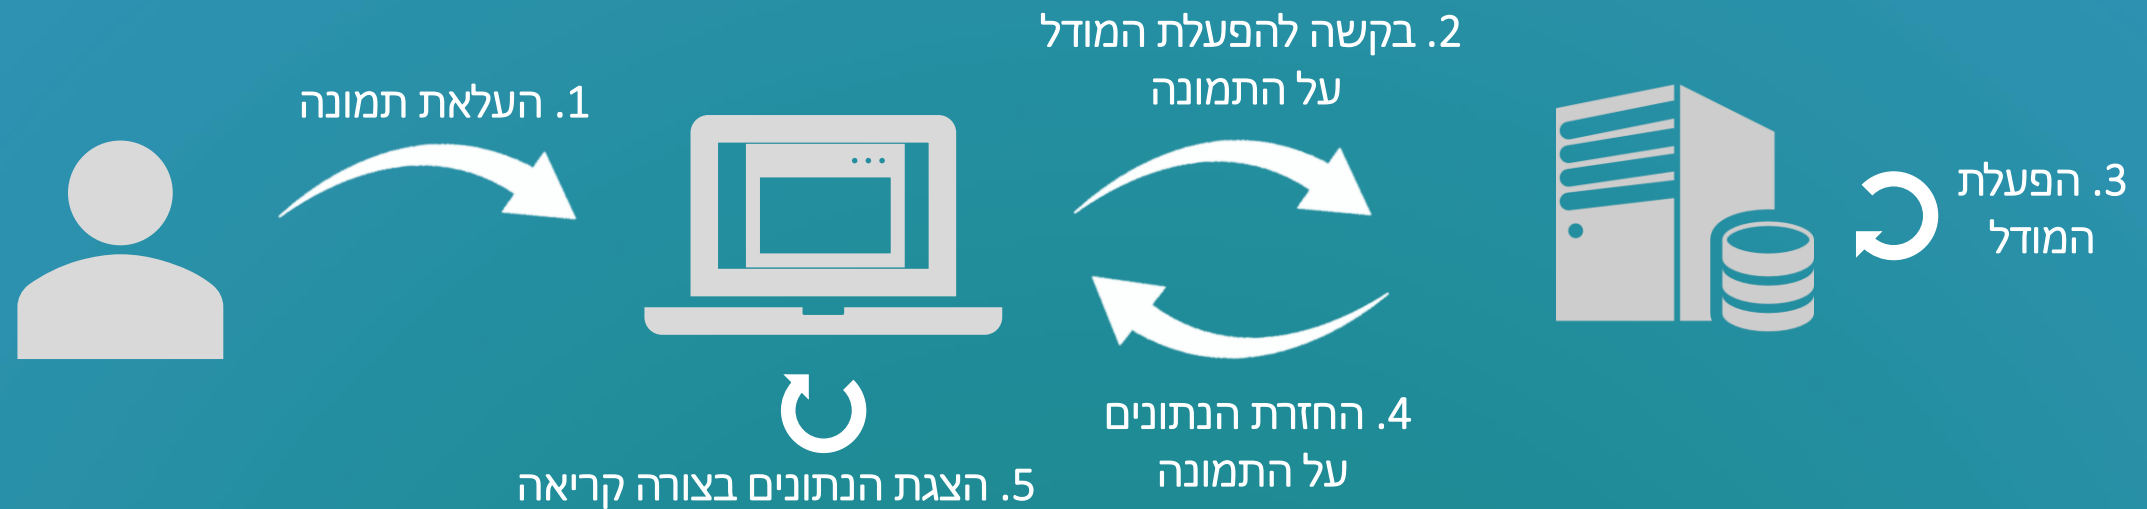 1. העלאת תמונה
2. בקשה להפעלת המודל
על התמונה
3. הפעלת
המודל
4. החזרת הנתונים
על התמונה
5. הצגת הנתונים בצורה קריאה